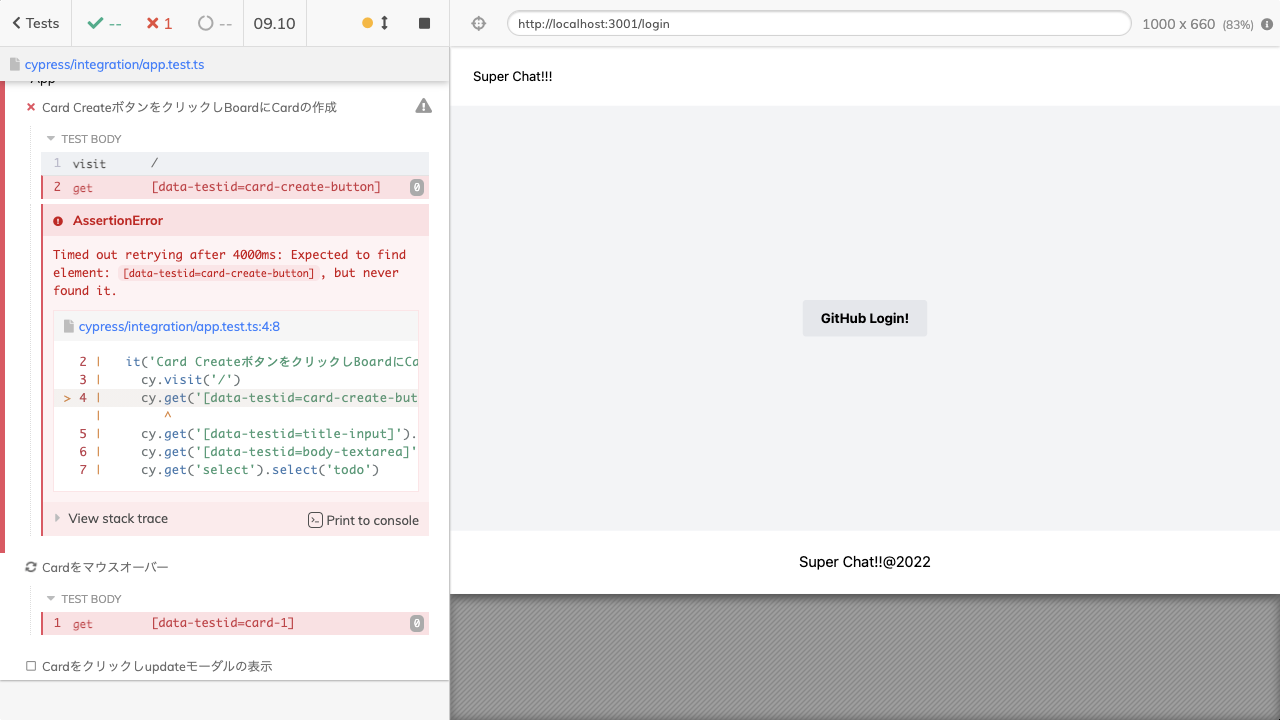 Tests
--
1
--
09.10
http://localhost:3001/login
1000 x 660 (83%)
cypress/integration/app.test.ts
App
Card CreateボタンをクリックしBoardにCardの作成
TEST BODY
1 visit /
2 get [data-testid=card-create-button] 0
AssertionError
Timed out retrying after 4000ms: Expected to find
element: [data-testid=card-create-button], but never
found it.
cypress/integration/app.test.ts:4:8
2 | it('Card CreateボタンをクリックしBoardにCa
3 | cy.visit('/')
> 4 | cy.get('[data-testid=card-create-but
| ^
5 | cy.get('[data-testid=title-input]').
6 | cy.get('[data-testid=body-textarea]'
7 | cy.get('select').select('todo')
View stack trace
Print to console
Cardをマウスオーバー
TEST BODY
1 get [data-testid=card-1] 0
Cardをクリックしupdateモーダルの表示
Super Chat!!!
GitHub Login!
Super Chat!!@2022